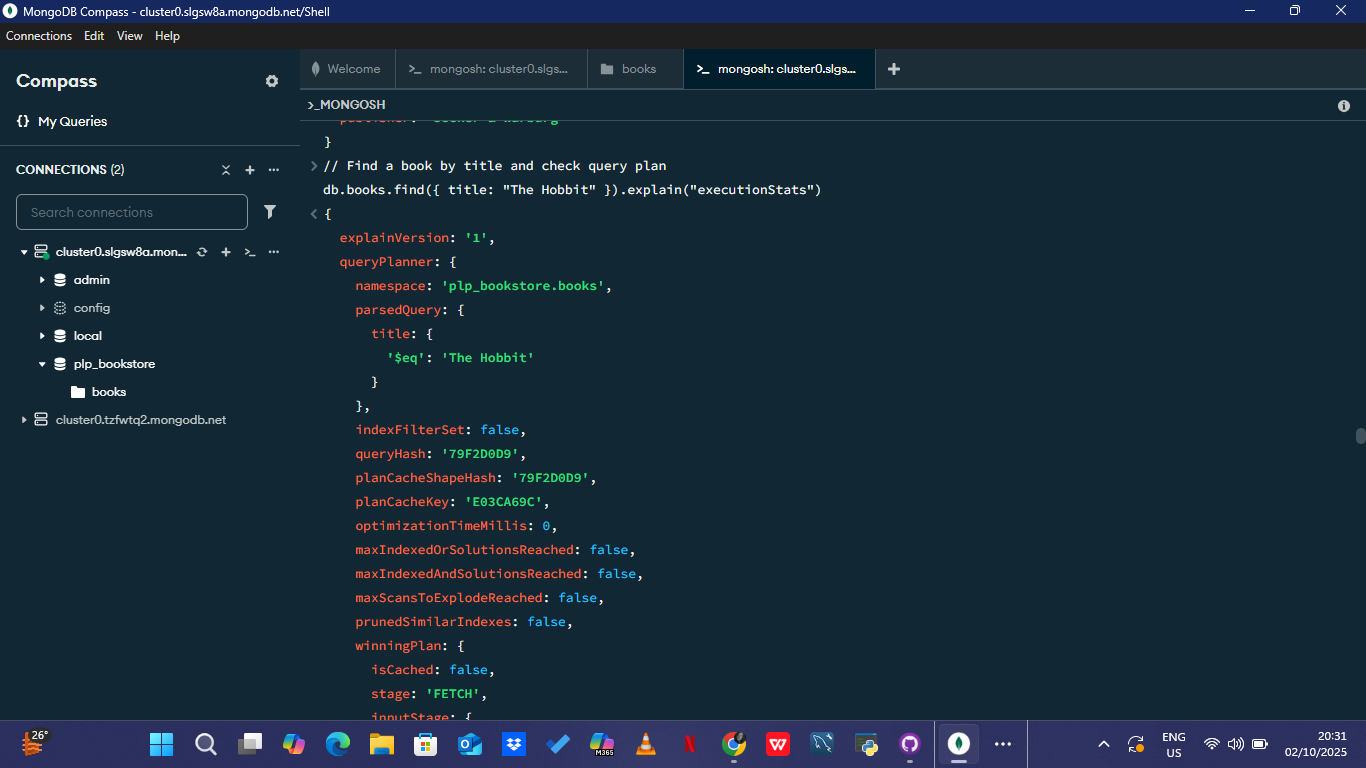 MongoDB Compass - cluster0.slgsw8a.mongodb.net/Shell
Connections Edit View Help
Compass
My Queries
CONNECTIONS (2)
Search connections
cluster0.slgsw8a.mon...
admin
config
local
plp_bookstore
books
cluster0.tzfwtq2.mongodb.net
Welcome
mongosh: cluster0.slgs...
books
mongosh: cluster0.slgs...
>_MONGOSH
}
> // Find a book by title and check query plan
db.books.find({ title: "The Hobbit" }).explain("executionStats")
< {
explainVersion: '1',
queryPlanner: {
namespace: 'plp_bookstore.books',
parsedQuery: {
title: {
'$eq': 'The Hobbit'
}
},
indexFilterSet: false,
queryHash: '79F2D0D9',
planCacheShapeHash: '79F2D0D9',
planCacheKey: 'E03CA69C',
optimizationTimeMillis: 0,
maxIndexedOrSolutionsReached: false,
maxIndexedAndSolutionsReached: false,
maxScansToExplodeReached: false,
prunedSimilarIndexes: false,
winningPlan: {
isCached: false,
stage: 'FETCH',
inputStage: {
26°
M365
ENG
US
20:31
02/10/2025